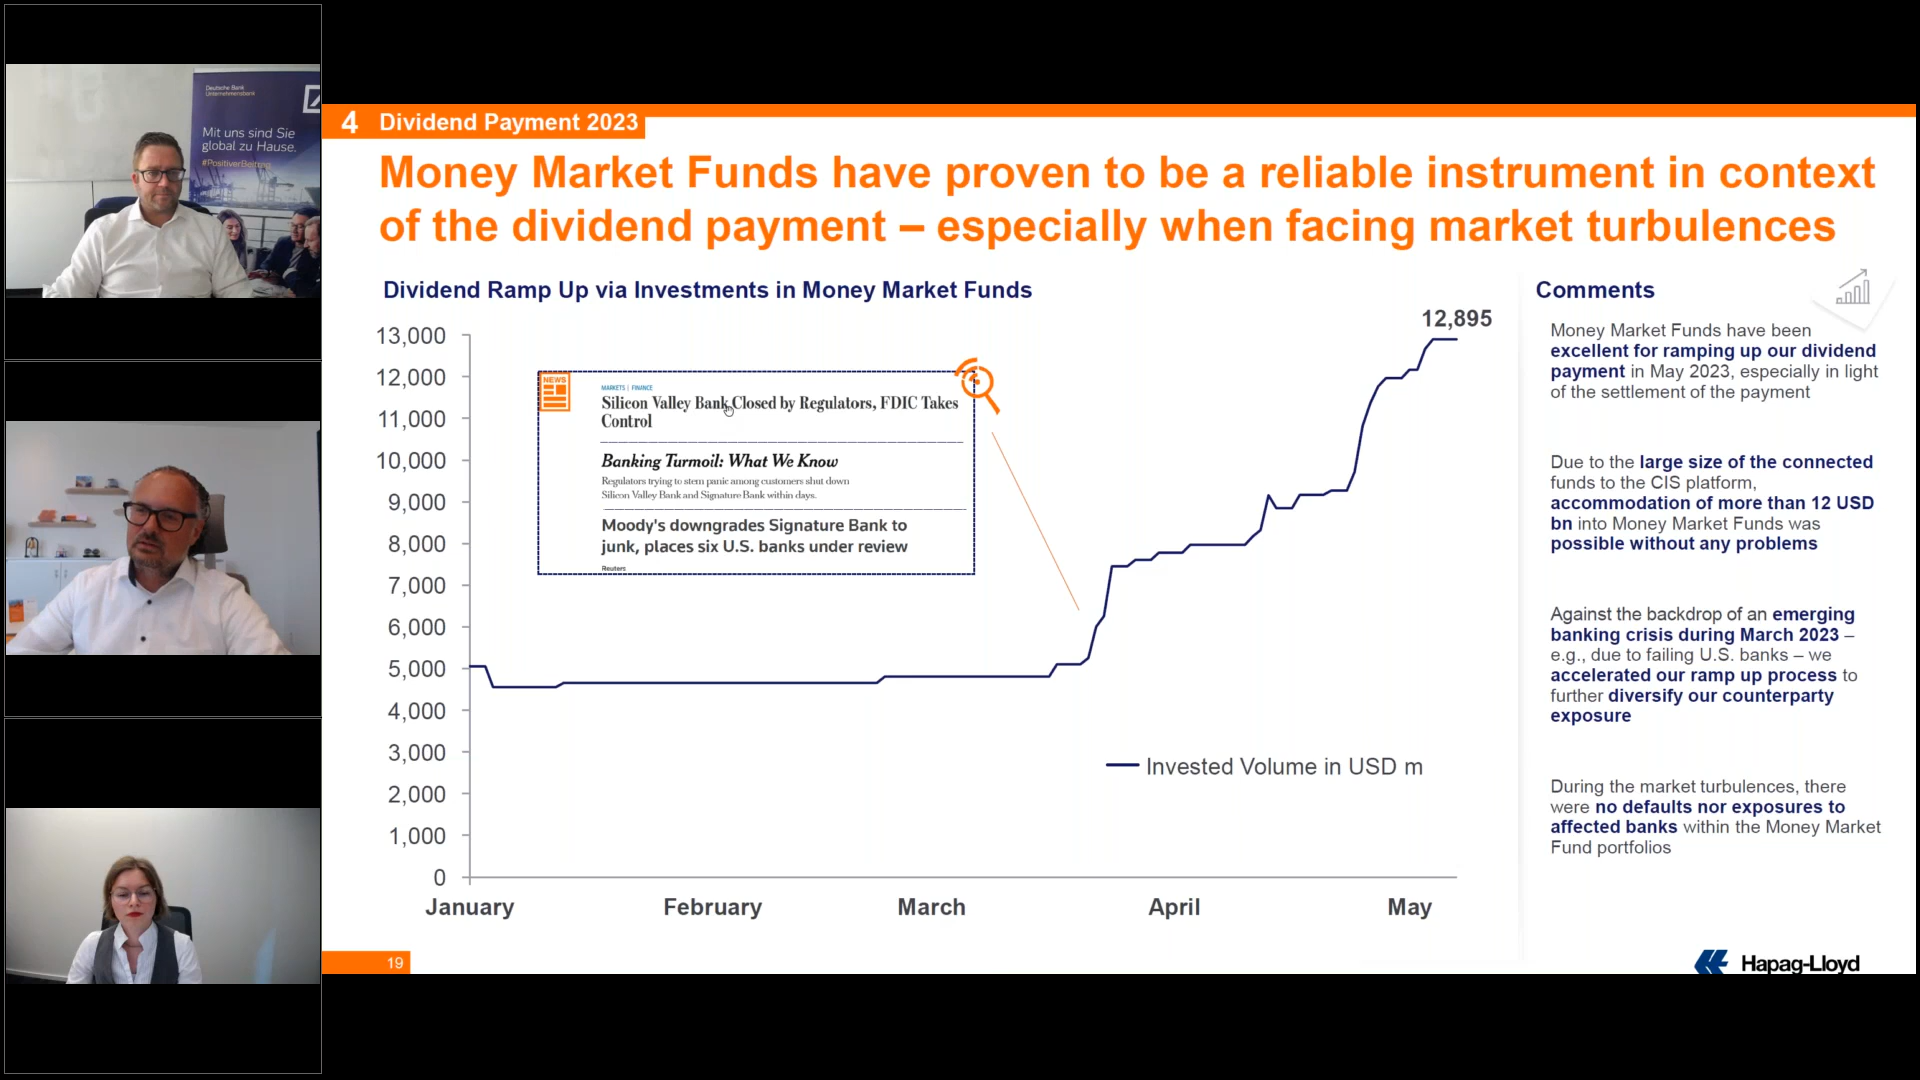 Deutsche Bank
Unternehmensbank
Mit uns sind Sie
global zu Hause.
#PositiverBeitrag
4 Dividend Payment 2023
Money Market Funds have proven to be a reliable instrument in context
of the dividend payment – especially when facing market turbulences
Dividend Ramp Up via Investments in Money Market Funds
12,895
13,000
12,000
11,000
10,000
9,000
8,000
7,000
6,000
5,000
4,000
3,000
2,000
1,000
0
NEWS
MARKETS | FINANCE
Silicon Valley Bank Closed by Regulators, FDIC Takes
Control
Banking Turmoil: What We Know
Regulators trying to stem panic among customers shut down
Silicon Valley Bank and Signature Bank within days.
Moody's downgrades Signature Bank to
junk, places six U.S. banks under review
Reuters
Invested Volume in USD m
January February March April May
Comments
Money Market Funds have been
excellent for ramping up our dividend
payment in May 2023, especially in light
of the settlement of the payment
Due to the large size of the connected
funds to the CIS platform,
accommodation of more than 12 USD
bn into Money Market Funds was
possible without any problems
Against the backdrop of an emerging
banking crisis during March 2023 –
e.g., due to failing U.S. banks – we
accelerated our ramp up process to
further diversify our counterparty
exposure
During the market turbulences, there
were no defaults nor exposures to
affected banks within the Money Market
Fund portfolios
19
Hapag-Lloyd